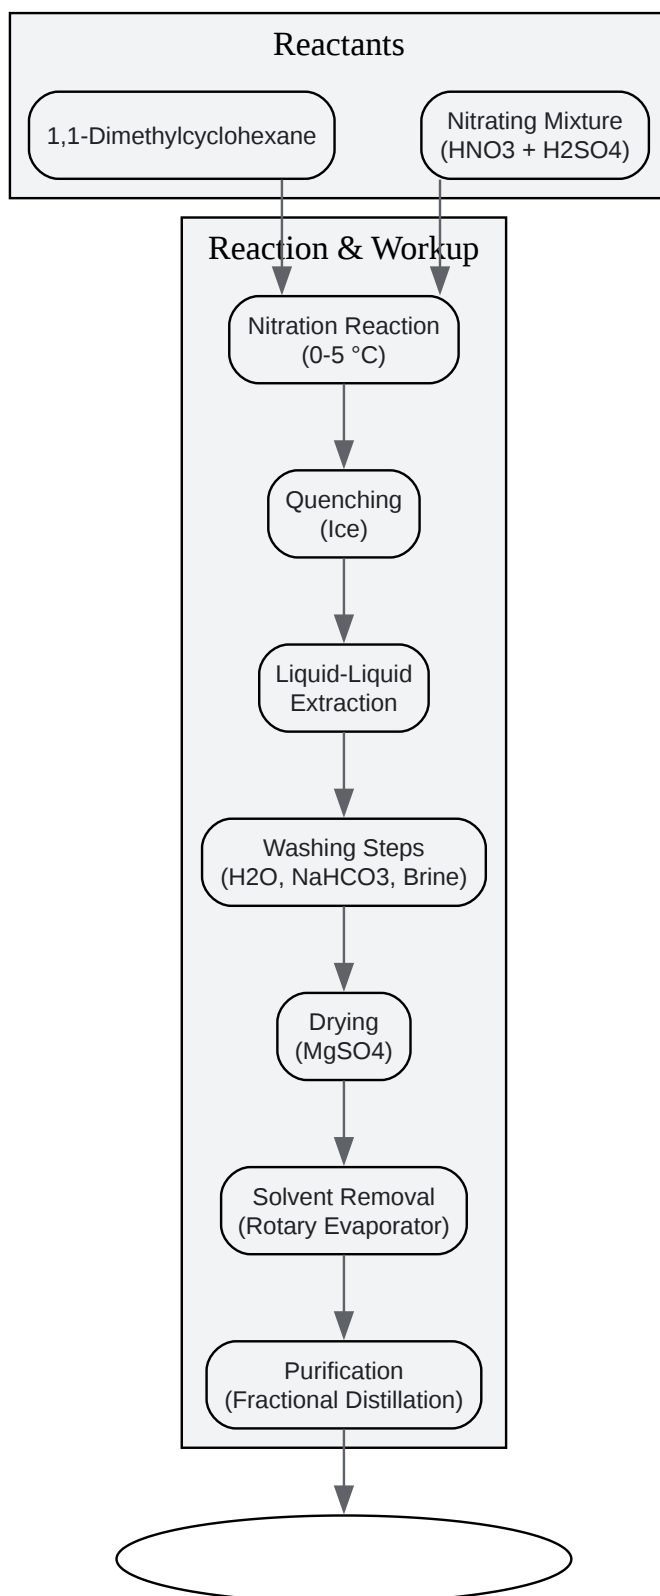 Reactants
1,1-Dimethylcyclohexane
Nitrating Mixture
(HNO3 + H2SO4)
Reaction & Workup
Nitration Reaction
(0-5 °C)
Quenching
(Ice)
Liquid-Liquid
Extraction
Washing Steps
(H2O, NaHCO3, Brine)
Drying
(MgSO4)
Solvent Removal
(Rotary Evaporator)
Purification
(Fractional Distillation)